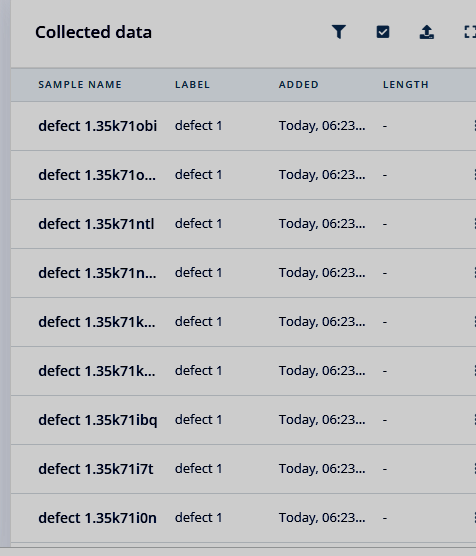 Collected data
SAMPLE NAME LABEL ADDED LENGTH
defect 1.35k71obi defect 1 Today, 06:23... -
defect 1.35k71o... defect 1 Today, 06:23... -
defect 1.35k71ntl defect 1 Today, 06:23... -
defect 1.35k71n... defect 1 Today, 06:23... -
defect 1.35k71k... defect 1 Today, 06:23... -
defect 1.35k71k... defect 1 Today, 06:23... -
defect 1.35k71ibq defect 1 Today, 06:23... -
defect 1.35k71i7t defect 1 Today, 06:23... -
defect 1.35k71i0n defect 1 Today, 06:23... -